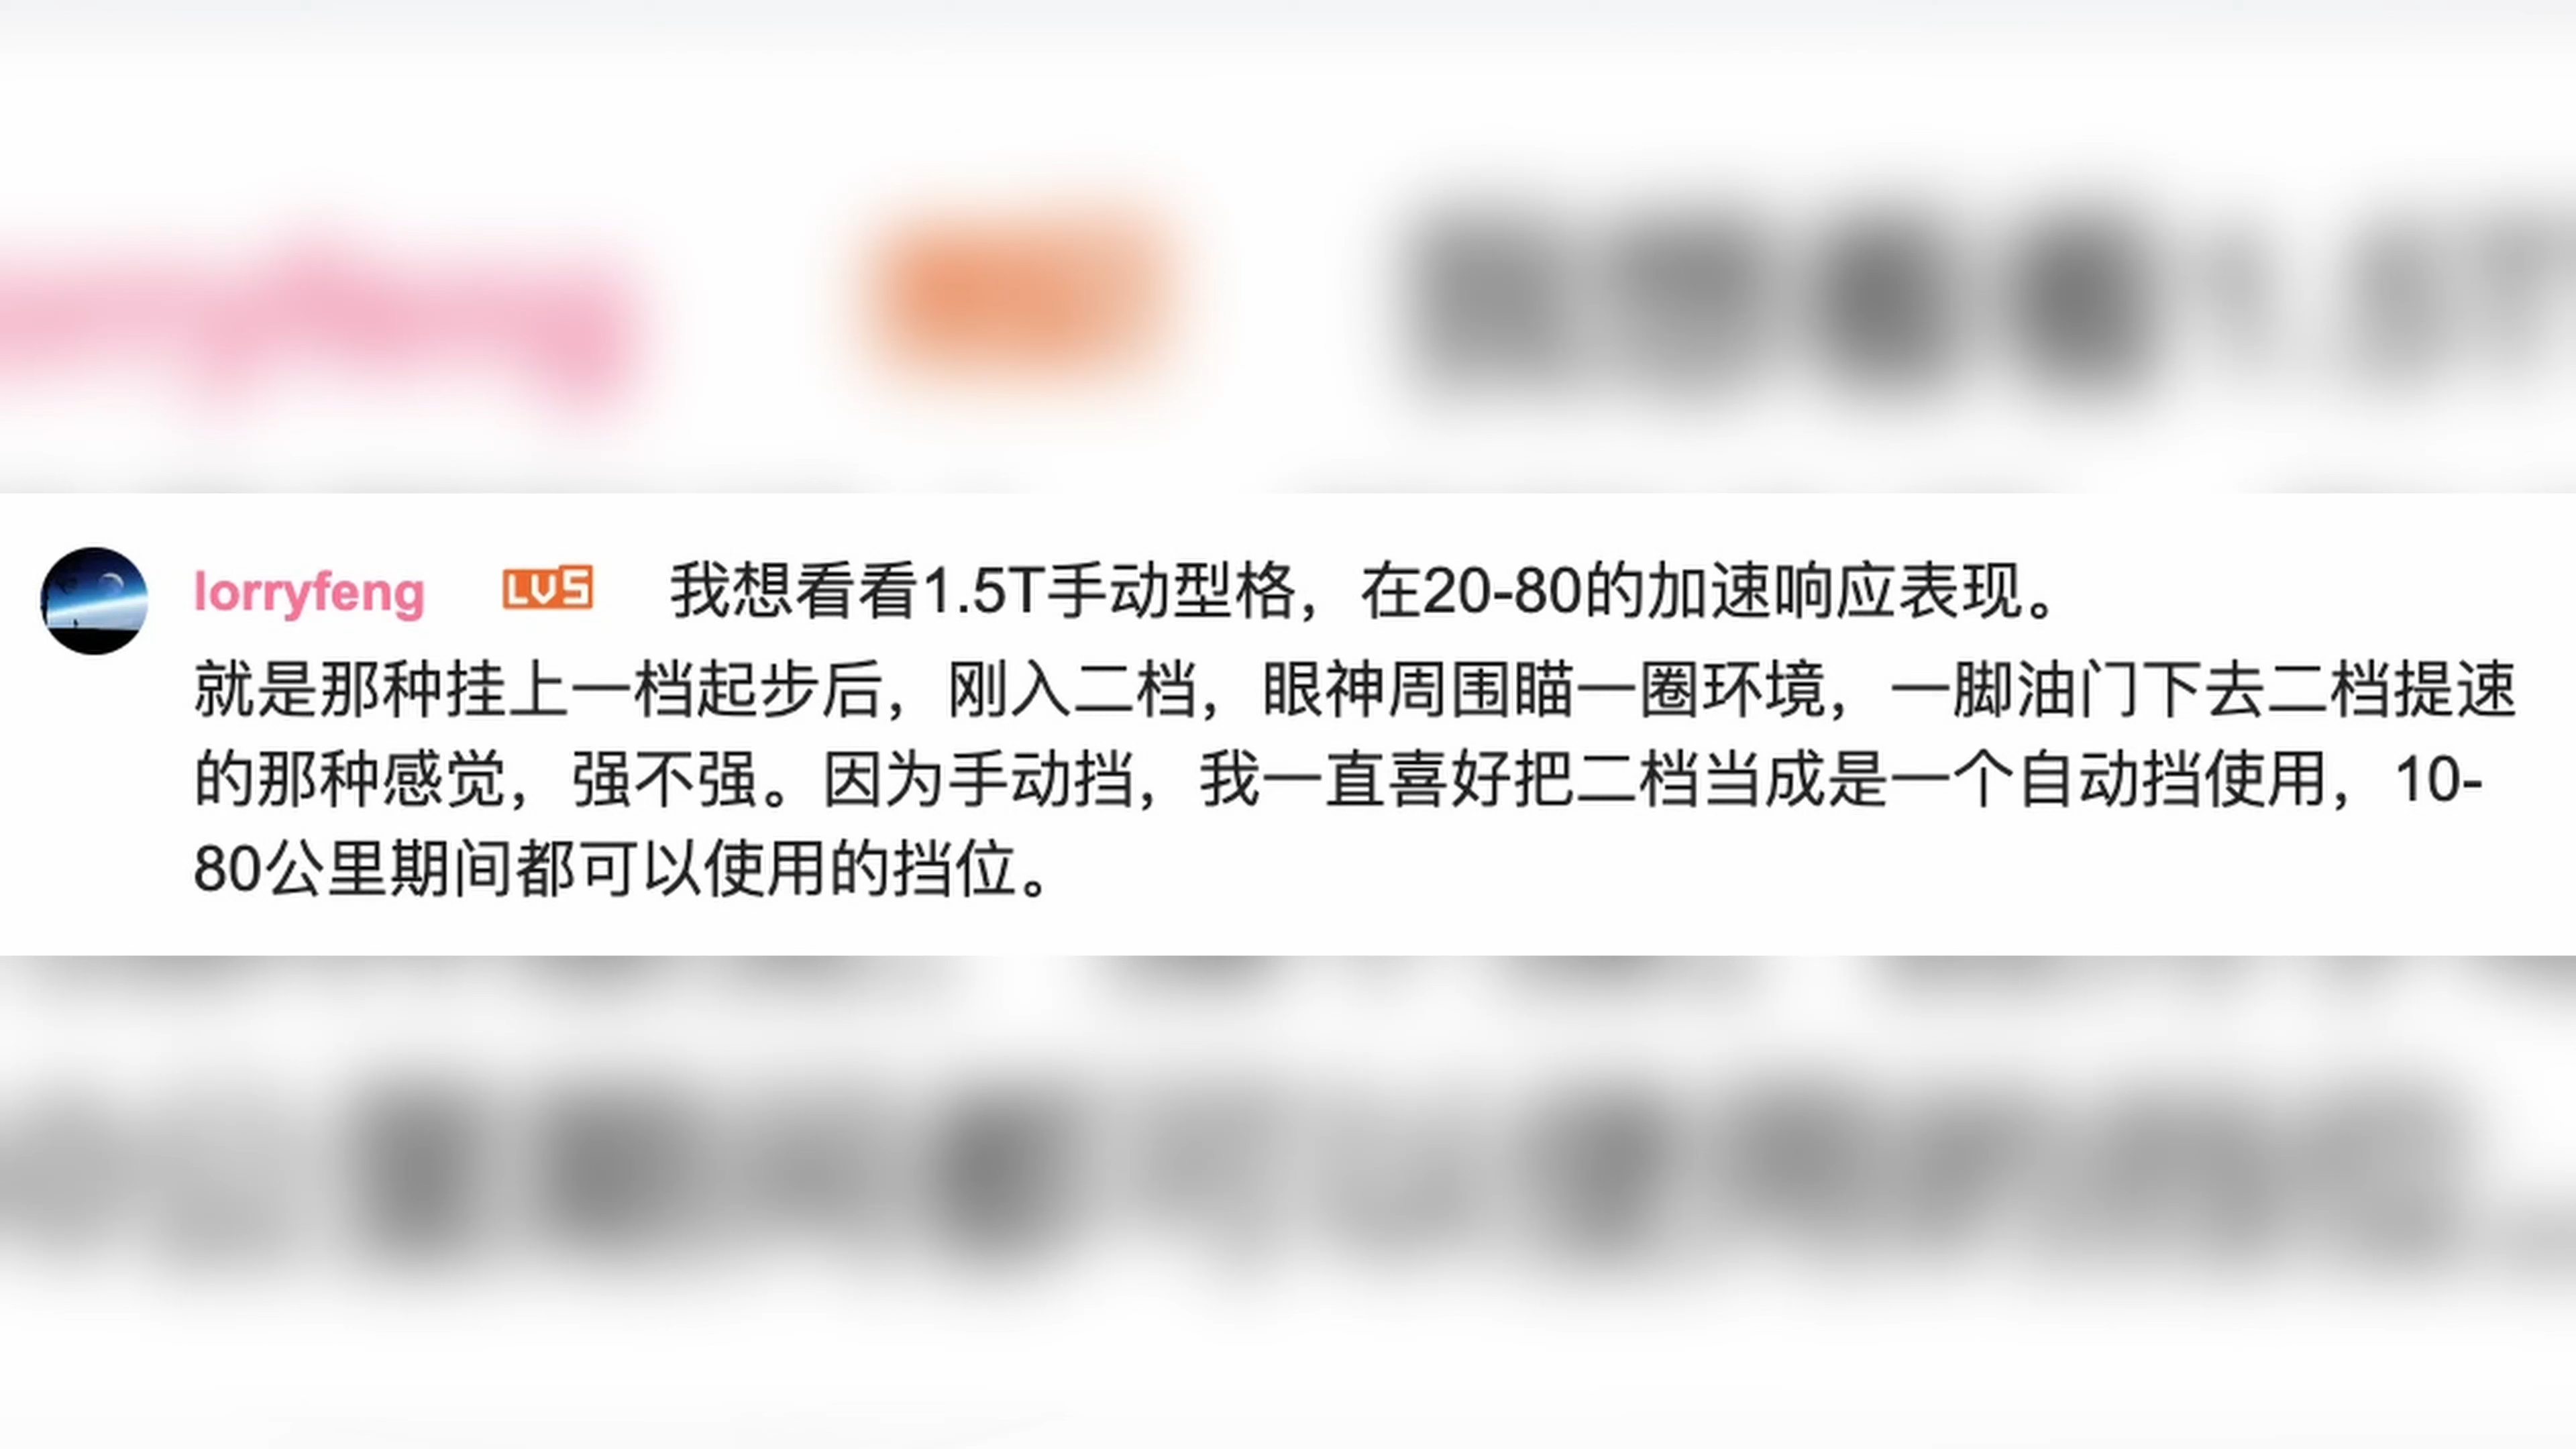 lorryfeng LV5 我想看看1.5T手动型格，在20-80的加速响应表现。
就是那种挂上一档起步后，刚入二档，眼神周围瞄一圈环境，一脚油门下去二档提速
的那种感觉，强不强。因为手动挡，我一直喜好把二档当成是一个自动挡使用，10-
80公里期间都可以使用的挡位。